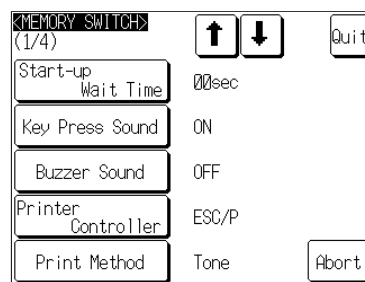 <MEMORY SWITCH>
(1/4)
Quit
Start-up
Wait Time
00sec
Key Press Sound
ON
Buzzer Sound
OFF
Printer
Controller
ESC/P
Print Method
Tone
Abort